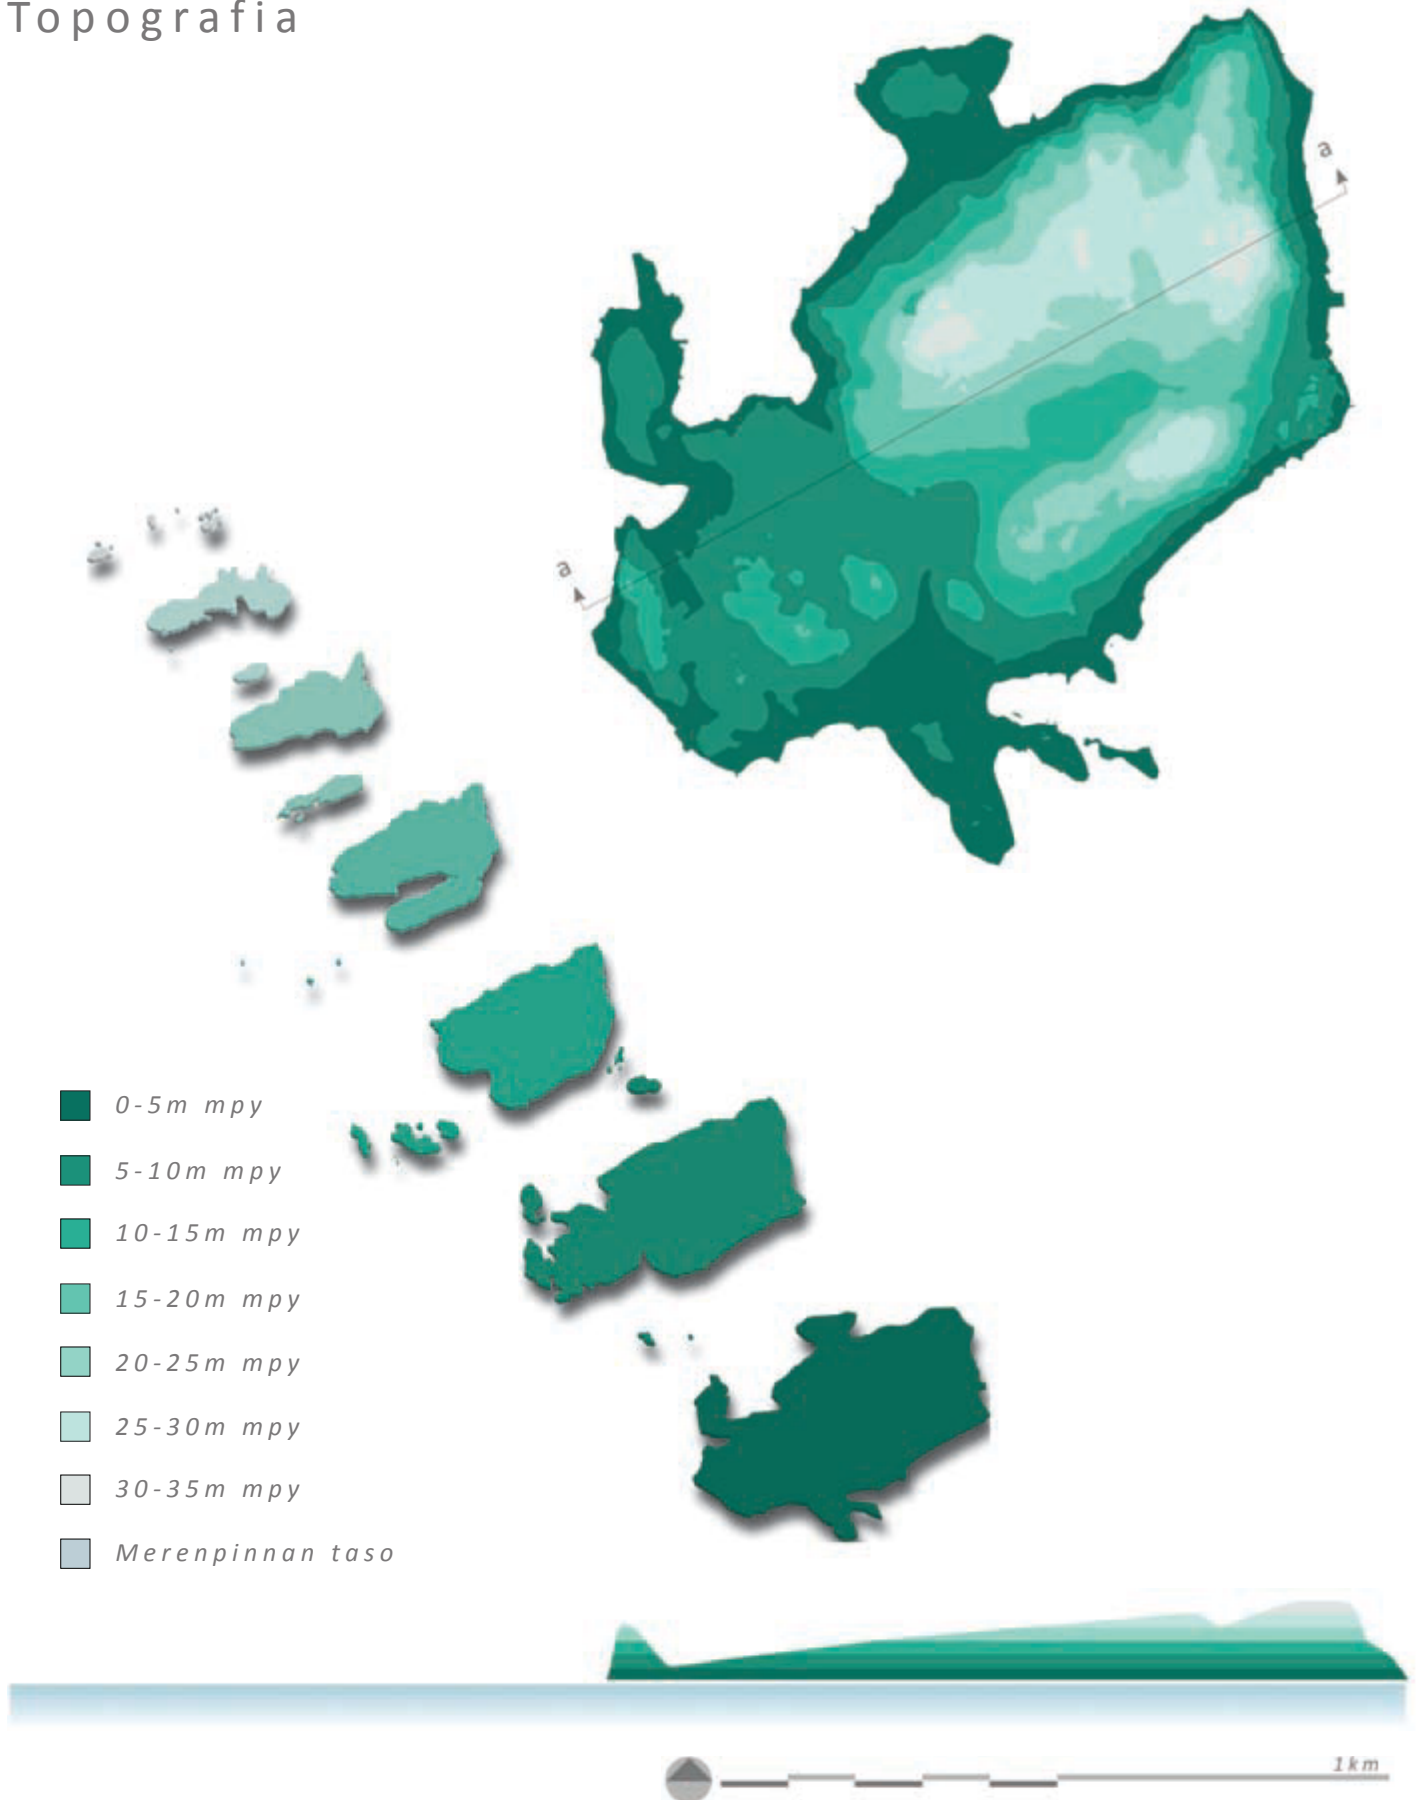 Topografia
a
a
0-5m mpy
5-10m mpy
10-15m mpy
15-20m mpy
20-25m mpy
25-30m mpy
30-35m mpy
Merenpinnan taso
1km